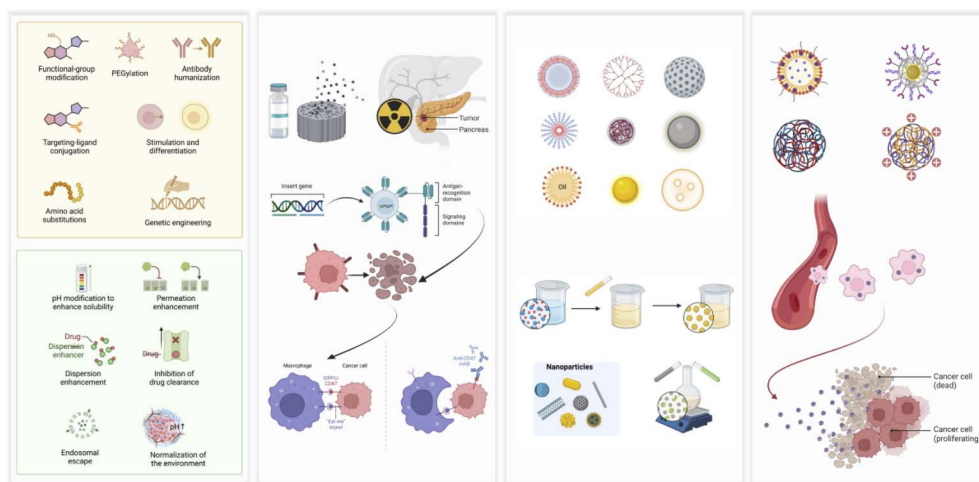 HO
Functional-group
modification
PEGylation
Antibody
humanization
Targeting-ligand
conjugation
Stimulation and
differentiation
Amino acid
substitutions
Genetic engineering
pH modification to
enhance solubility
Permeation
enhancement
Drug
Dispersion
enhancer
Dispersion
enhancement
Drug
Inhibition of
drug clearance
Endosomal
escape
pH↑
Normalization of
the environment
Tumor
Pancreas
Insert gene
Antigen-
recognition
domain
Signaling
domains
Macrophage
Cancer cell
SIRPα/
CD47
"Eat me"
signal
Anti-CD47
mAB
Oil
Nanoparticles
Cancer cell
(dead)
Cancer cell
(proliferating)